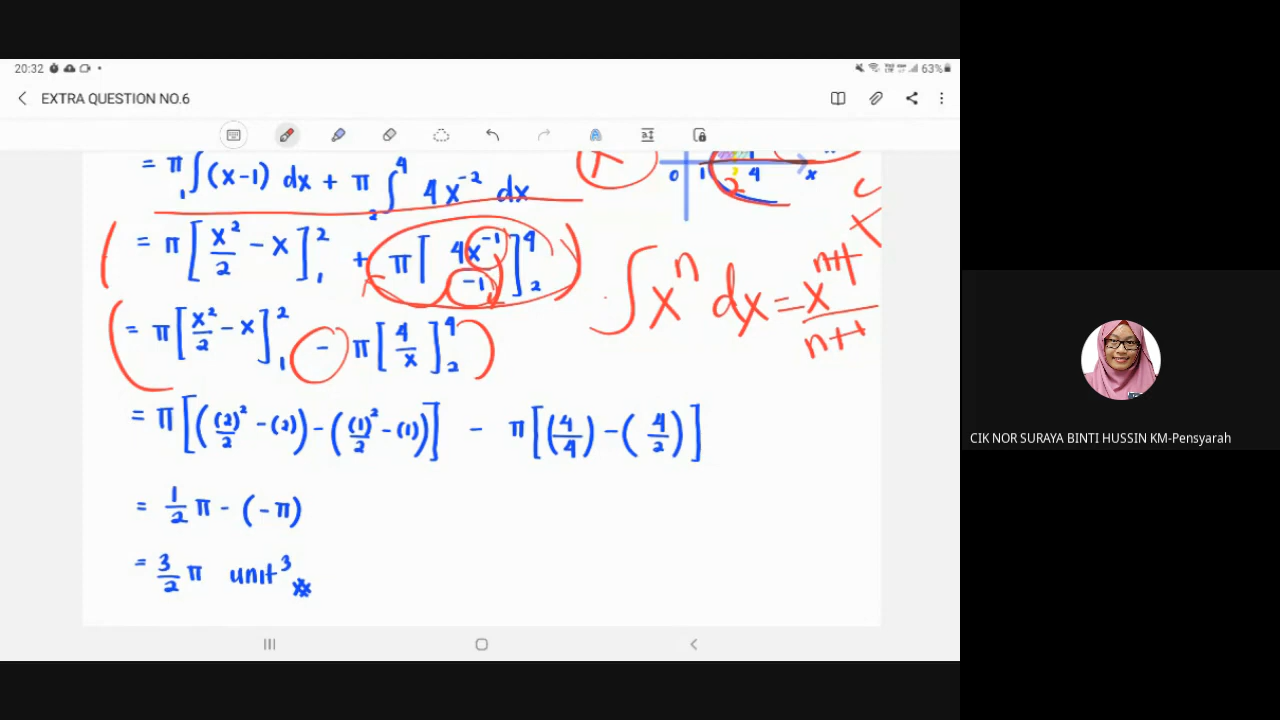 20:32 63%
EXTRA QUESTION NO.6
= π ∫₁ (x-1) dx + π ∫₂⁴ 4x⁻² dx
0 1 2 4 x
= π [x²/2 - x]₁² + π [4x⁻¹/-1]₂⁴
∫ xⁿ dx = xⁿ⁺¹/n+1
= π [x²/2 - x]₁² - π [4/x]₂⁴
= π [((2)²/2 - (2)) - ((1)²/2 - (1))] - π [(4/4) - (4/2)]
= 1/2 π - (-π)
= 3/2 π unit³
CIK NOR SURAYA BINTI HUSSIN KM-Pensyarah